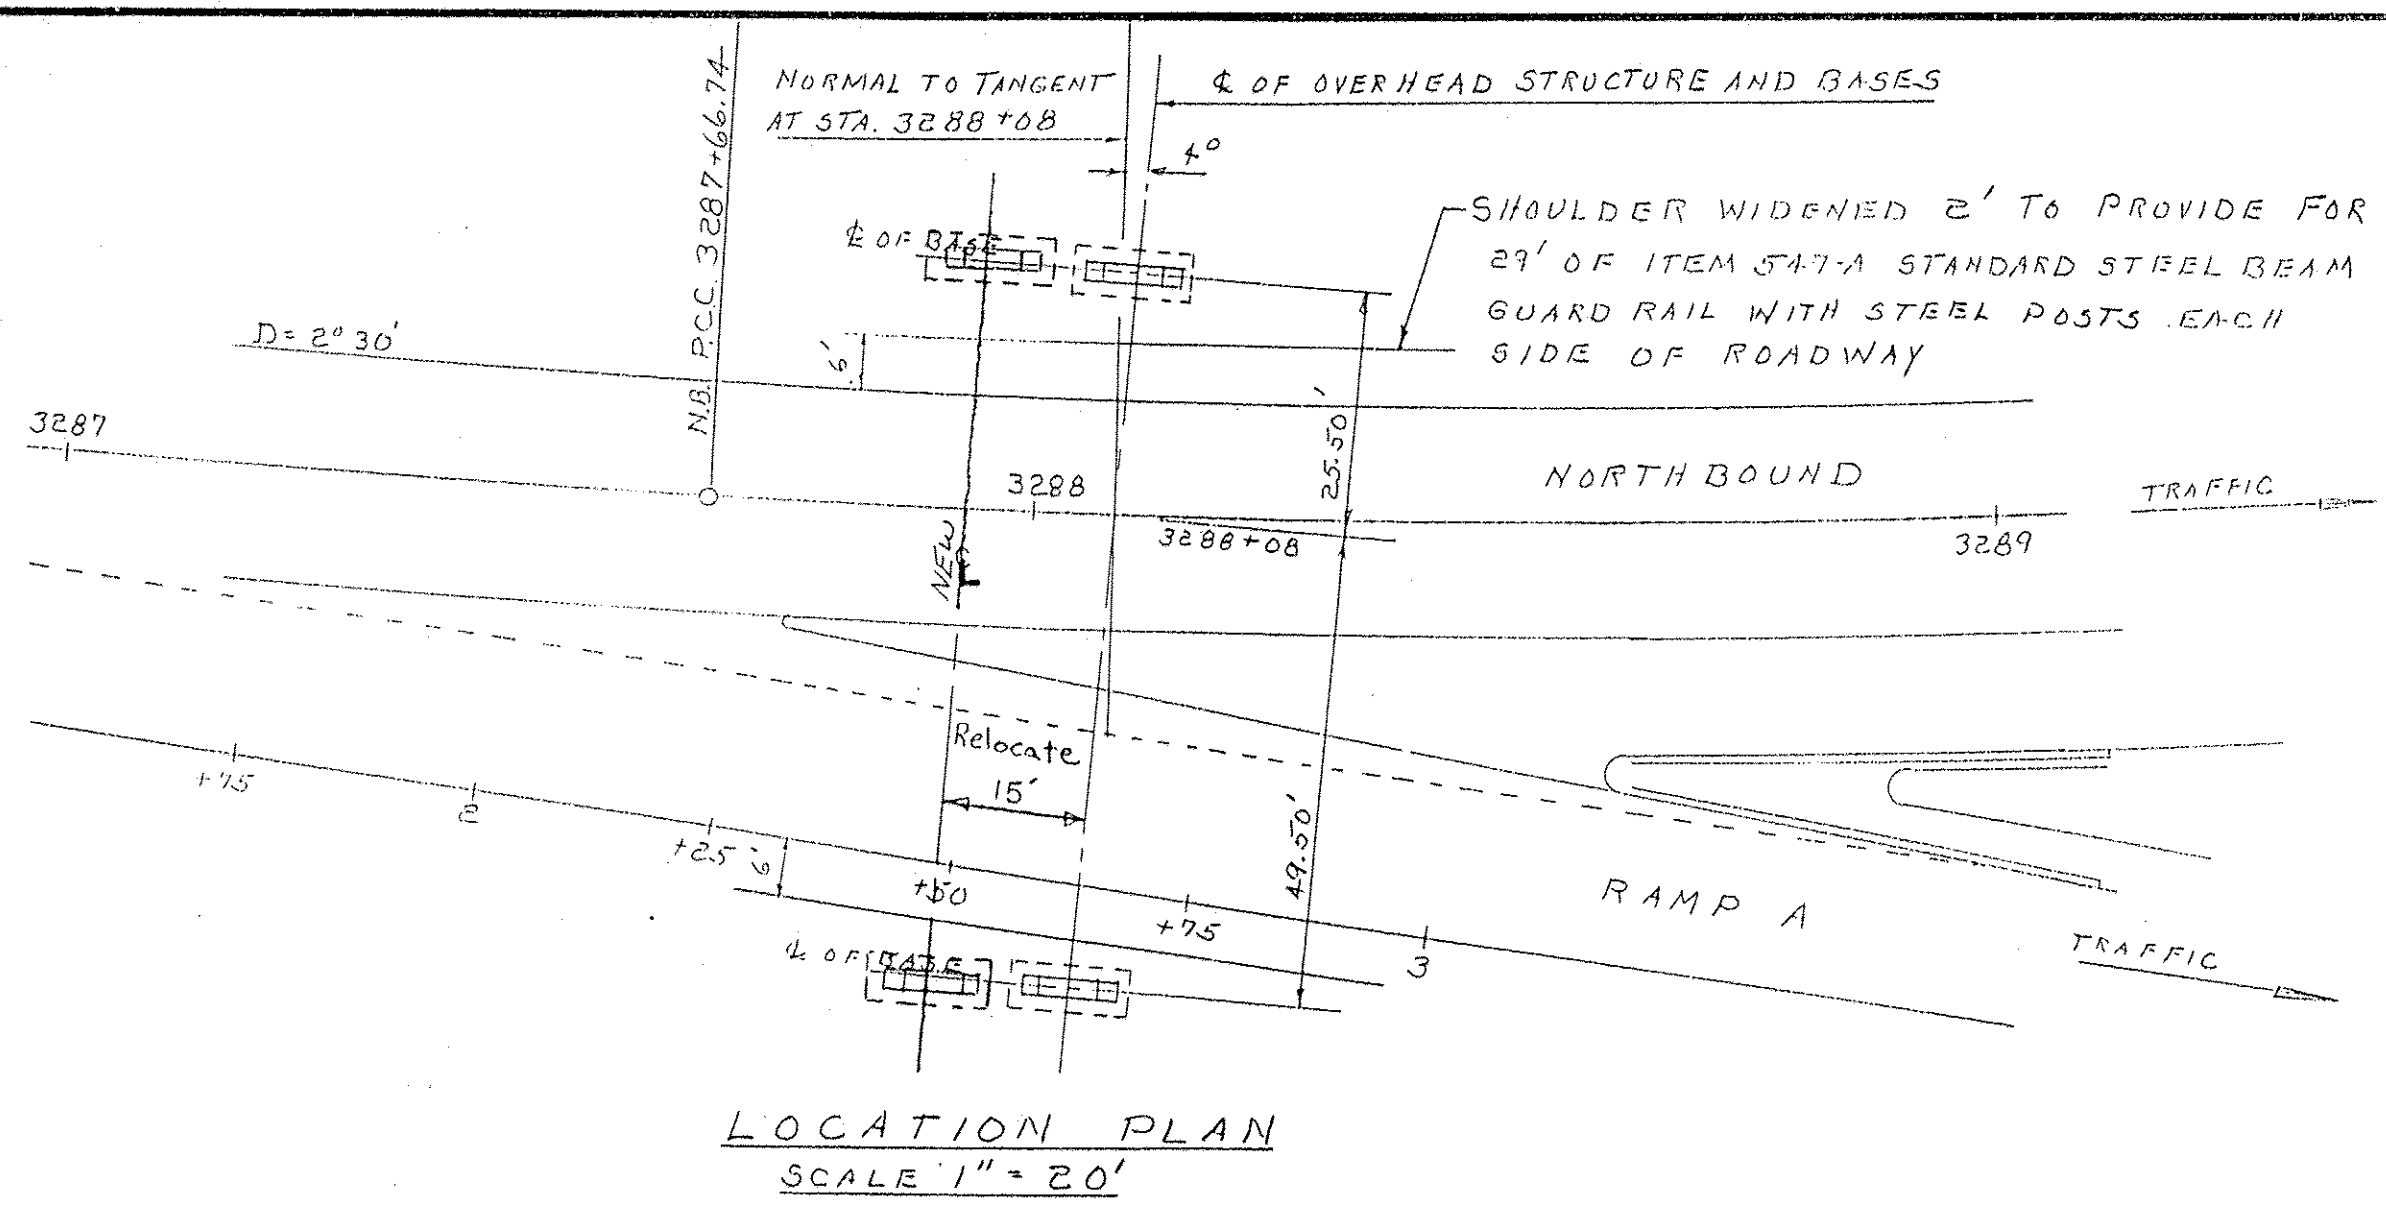 NORMAL TO TANGENT
AT STA. 3288+08
℄ OF OVERHEAD STRUCTURE AND BASES
4°
N.B. P.C.C. 3287+66.74
SHOULDER WIDENED 2' TO PROVIDE FOR
29' OF ITEM 547-A STANDARD STEEL BEAM
GUARD RAIL WITH STEEL POSTS EACH
SIDE OF ROADWAY
℄ OF BASE
D= 2° 30'
6'
3287
25.50'
3288
NORTHBOUND
TRAFFIC
3288+08
3289
NEW ℄
Relocate
15'
+75
2
+25
6'
+50
49.50'
+75
3
RAMP A
TRAFFIC
℄ OF BASE
LOCATION PLAN
SCALE 1" = 20'